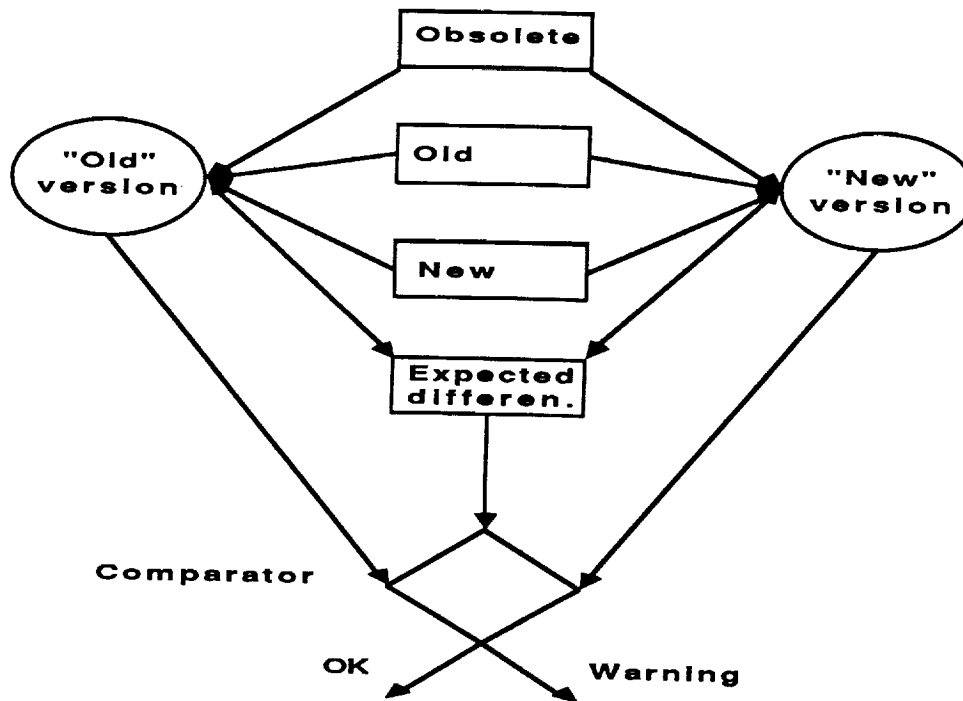 Obsolete
"Old"
version
Old
"New"
version
New
Expected
differen.
Comparator
OK
Warning